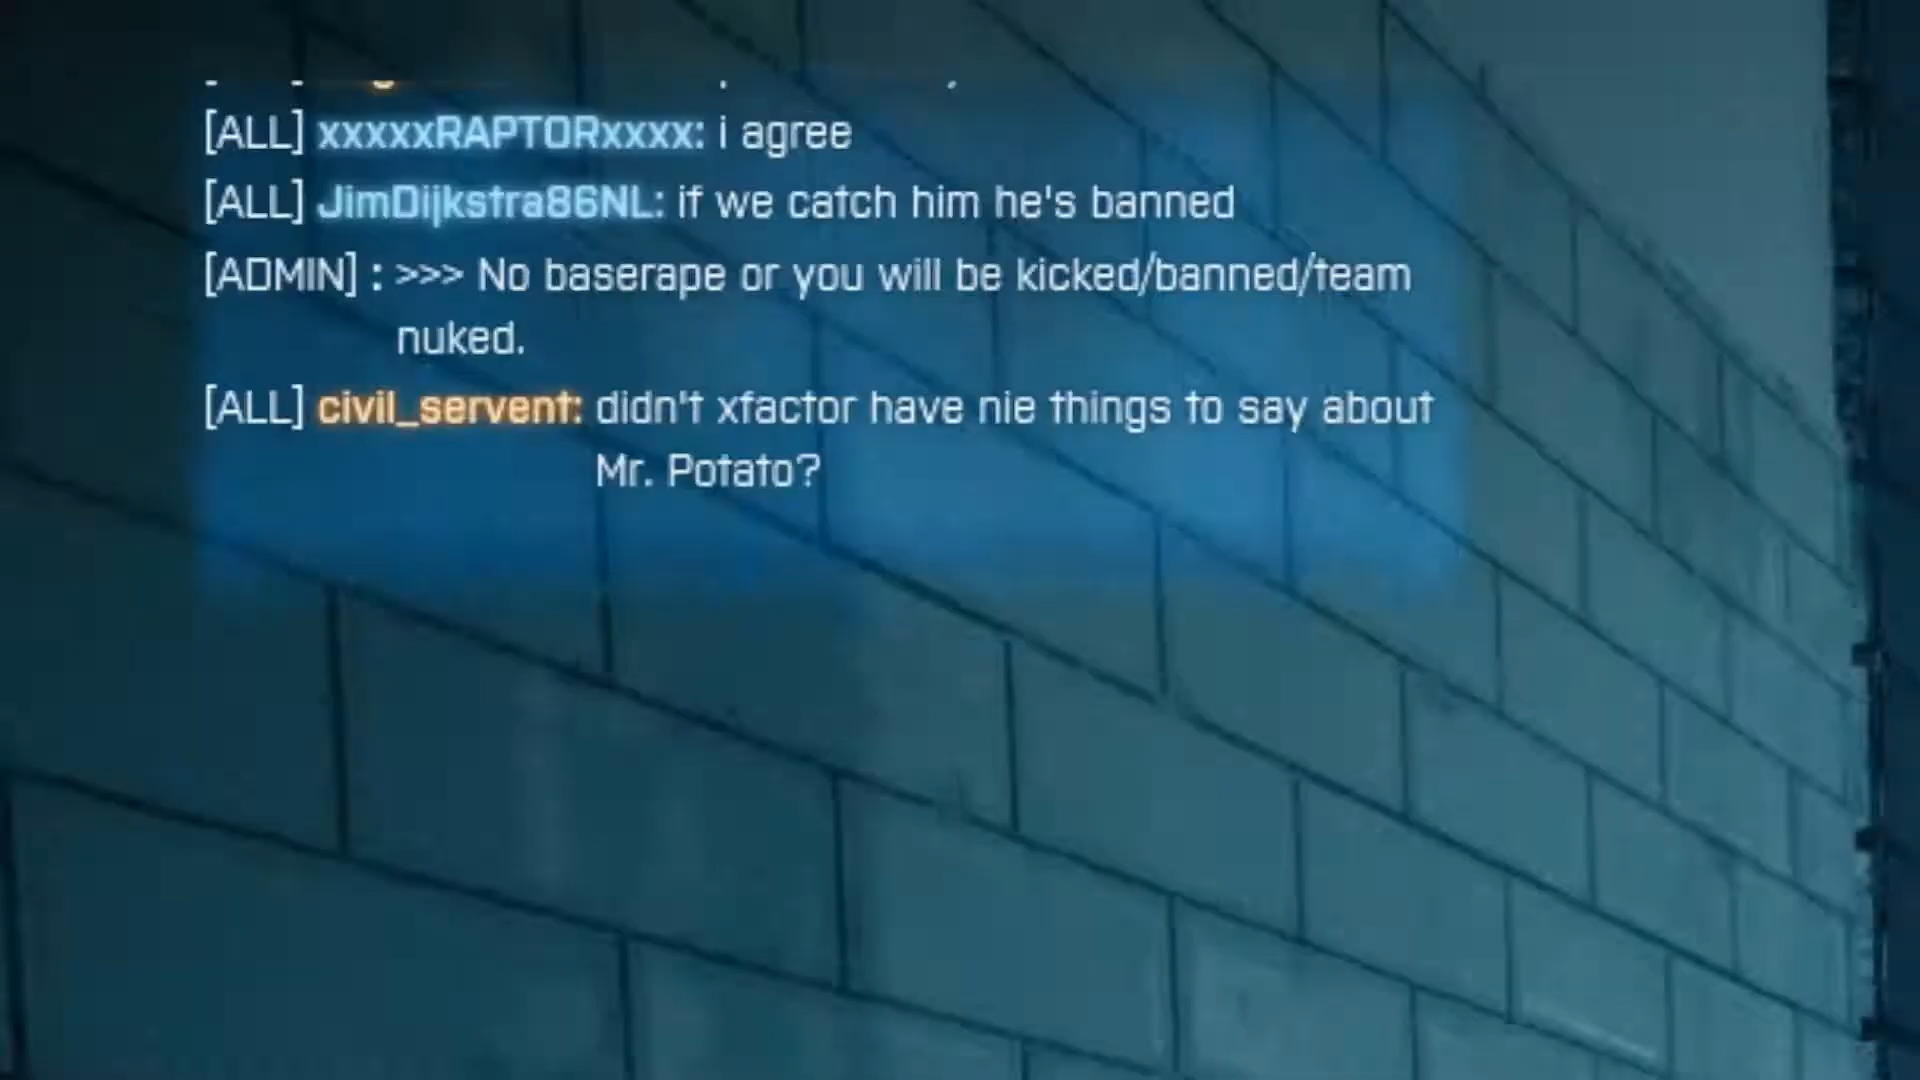 [ALL] xxxxxRAPTORxxxx: i agree
[ALL] JimDijkstra86NL: if we catch him he's banned
[ADMIN] : >>> No baserape or you will be kicked/banned/team
nuked.
[ALL] civil_servent: didn't xfactor have nie things to say about
Mr. Potato?